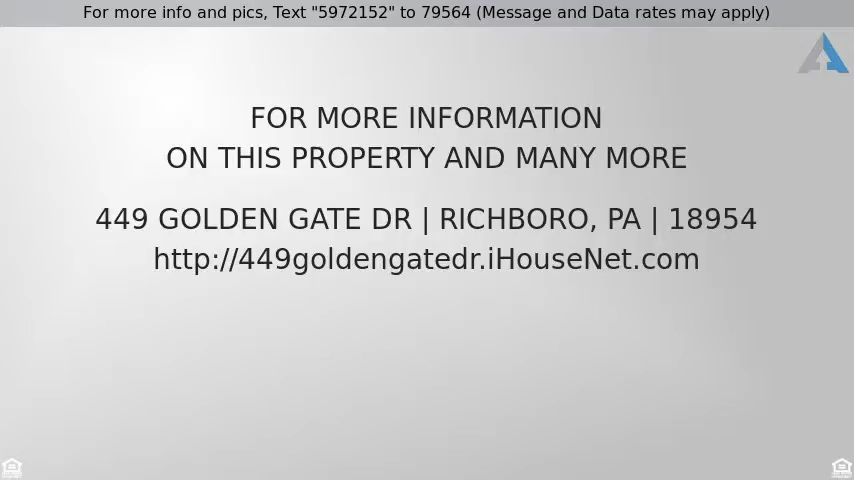 For more info and pics, Text "5972152" to 79564 (Message and Data rates may apply)
FOR MORE INFORMATION
ON THIS PROPERTY AND MANY MORE
449 GOLDEN GATE DR | RICHBORO, PA | 18954
http://449goldengatedr.iHouseNet.com